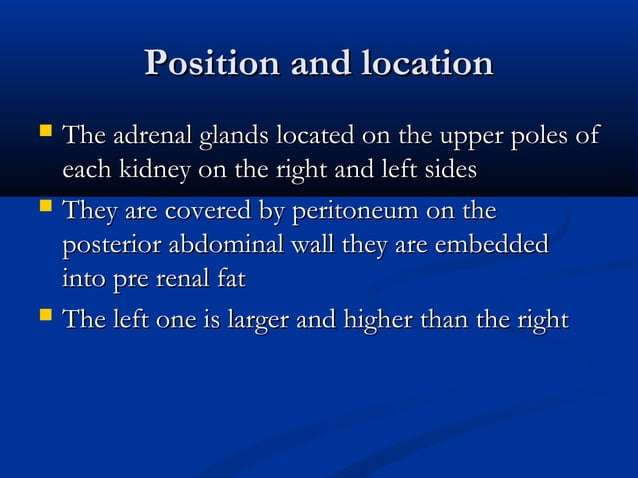 Position and location
The adrenal glands located on the upper poles of
each kidney on the right and left sides
They are covered by peritoneum on the
posterior abdominal wall they are embedded
into pre renal fat
The left one is larger and higher than the right